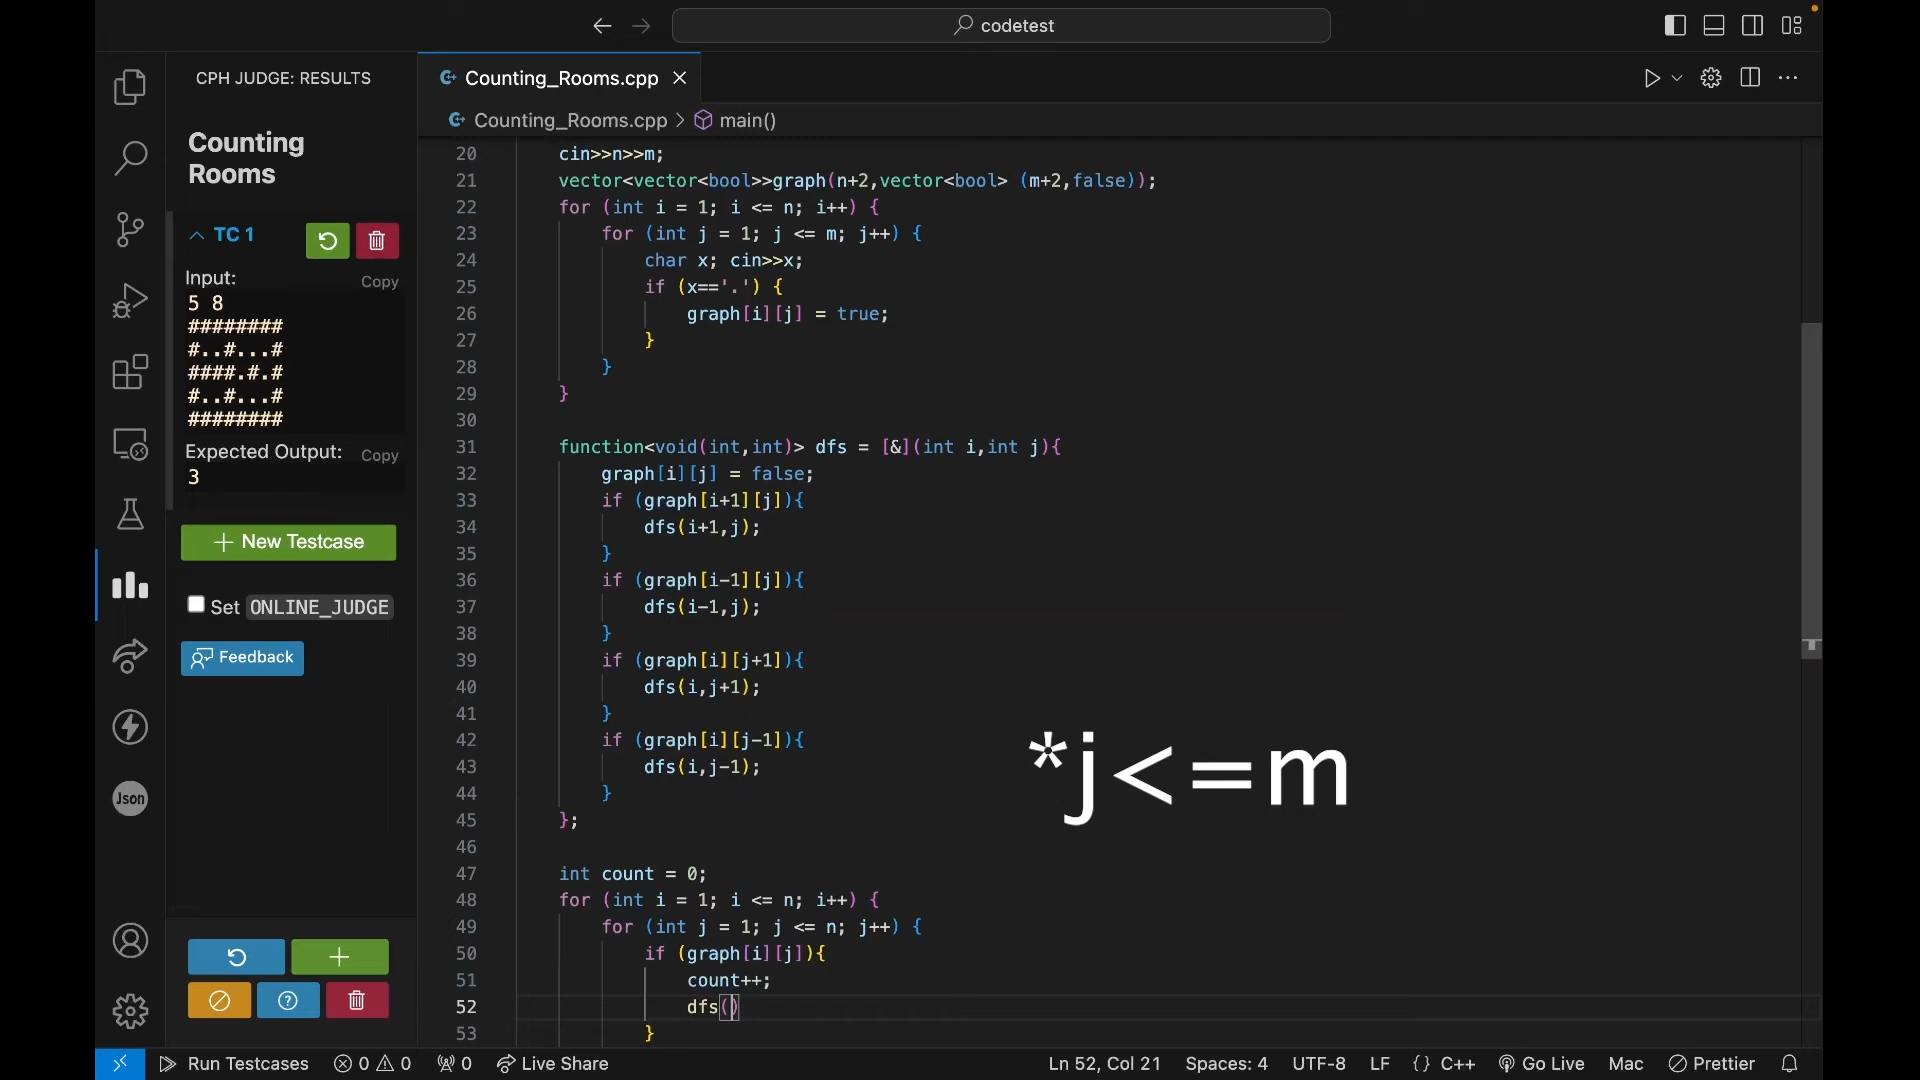 codetest
CPH JUDGE: RESULTS
Counting_Rooms.cpp
Counting_Rooms.cpp > main()
Counting
Rooms
TC 1
Input:
Copy
5 8
########
#..#...#
####.#.#
#..#...#
########
Expected Output:
Copy
3
+ New Testcase
Set ONLINE_JUDGE
Feedback
Json
20 cin>>n>>m;
21 vector<vector<bool>>graph(n+2,vector<bool> (m+2,false));
22 for (int i = 1; i <= n; i++) {
23 for (int j = 1; j <= m; j++) {
24 char x; cin>>x;
25 if (x=='.') {
26 graph[i][j] = true;
27 }
28 }
29 }
30
31 function<void(int,int)> dfs = [&](int i,int j){
32 graph[i][j] = false;
33 if (graph[i+1][j]){
34 dfs(i+1,j);
35 }
36 if (graph[i-1][j]){
37 dfs(i-1,j);
38 }
39 if (graph[i][j+1]){
40 dfs(i,j+1);
41 }
42 if (graph[i][j-1]){
43 dfs(i,j-1);
44 }
45 };
46
47 int count = 0;
48 for (int i = 1; i <= n; i++) {
49 for (int j = 1; j <= n; j++) {
50 if (graph[i][j]){
51 count++;
52 dfs()
53 }
*j<=m
Run Testcases
0
0
0
Live Share
Ln 52, Col 21
Spaces: 4
UTF-8
LF
{} C++
Go Live
Mac
Prettier